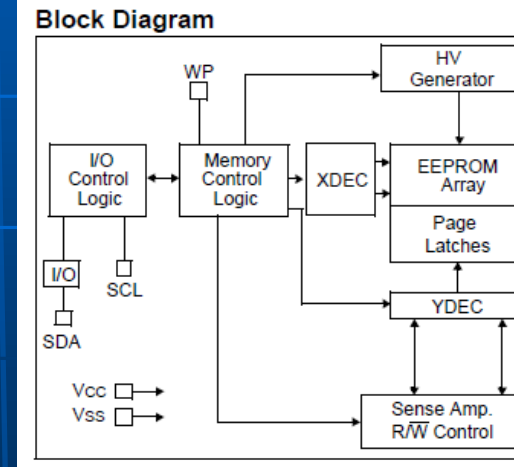 Block Diagram
HV
Generator
WP
I/O
Control
Logic
Memory
Control
Logic
XDEC
EEPROM
Array
Page
Latches
I/O
SCL
YDEC
SDA
Vcc
Vss
Sense Amp.
R/W̅ Control